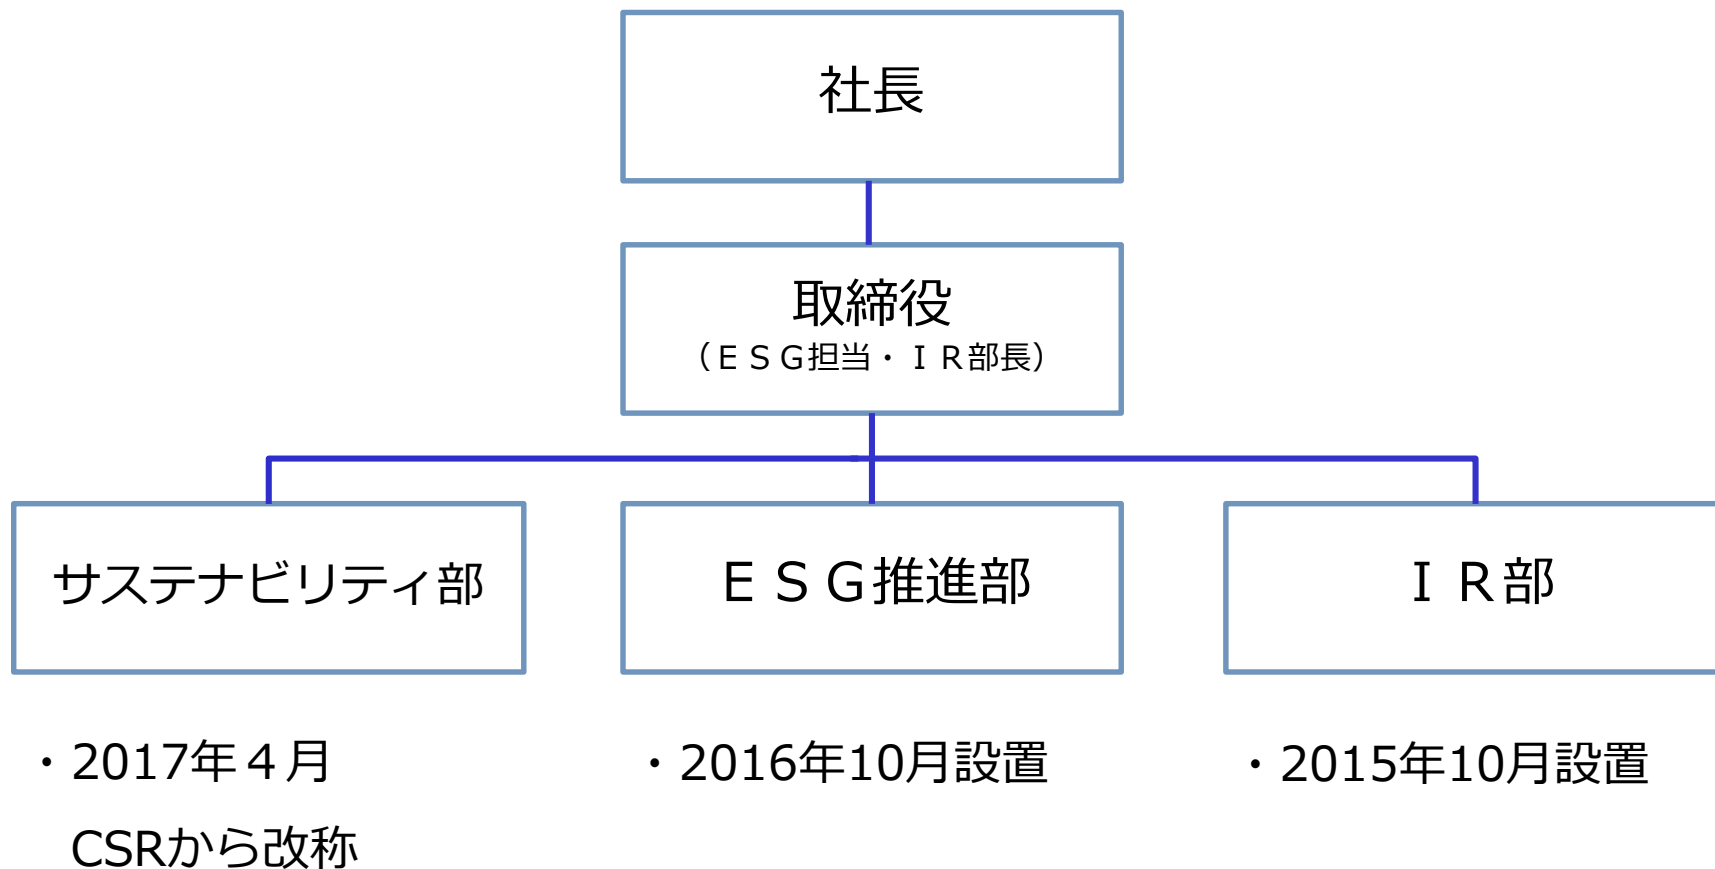 社長
取締役
（ＥＳＧ担当・ＩＲ部長）
サステナビリティ部
ＥＳＧ推進部
ＩＲ部
・2017年４月
CSRから改称
・2016年10月設置
・2015年10月設置